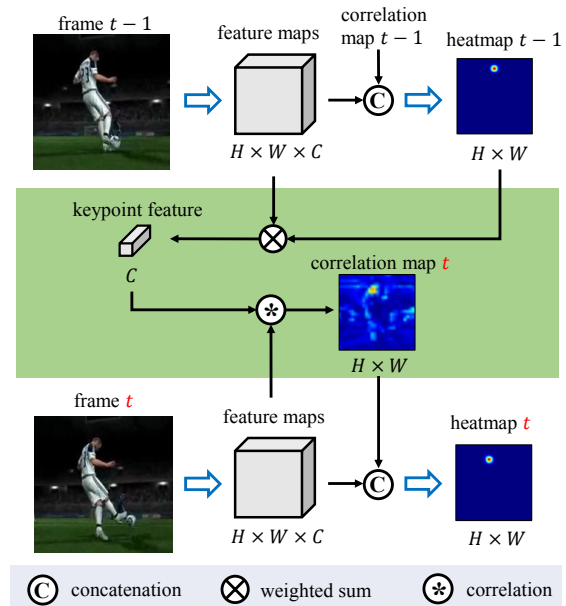 frame t − 1
feature maps
correlation
map t − 1
heatmap t − 1
C
H × W × C
H × W
keypoint feature
C
correlation map t
H × W
frame t
feature maps
heatmap t
C
H × W × C
H × W
C concatenation
weighted sum
* correlation